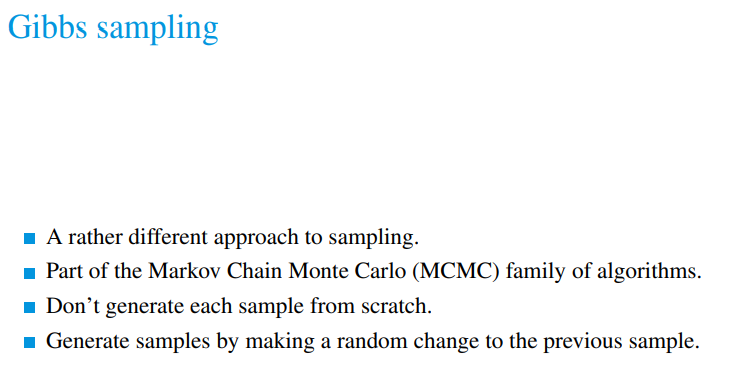 Gibbs sampling
A rather different approach to sampling.
Part of the Markov Chain Monte Carlo (MCMC) family of algorithms.
Don’t generate each sample from scratch.
Generate samples by making a random change to the previous sample.